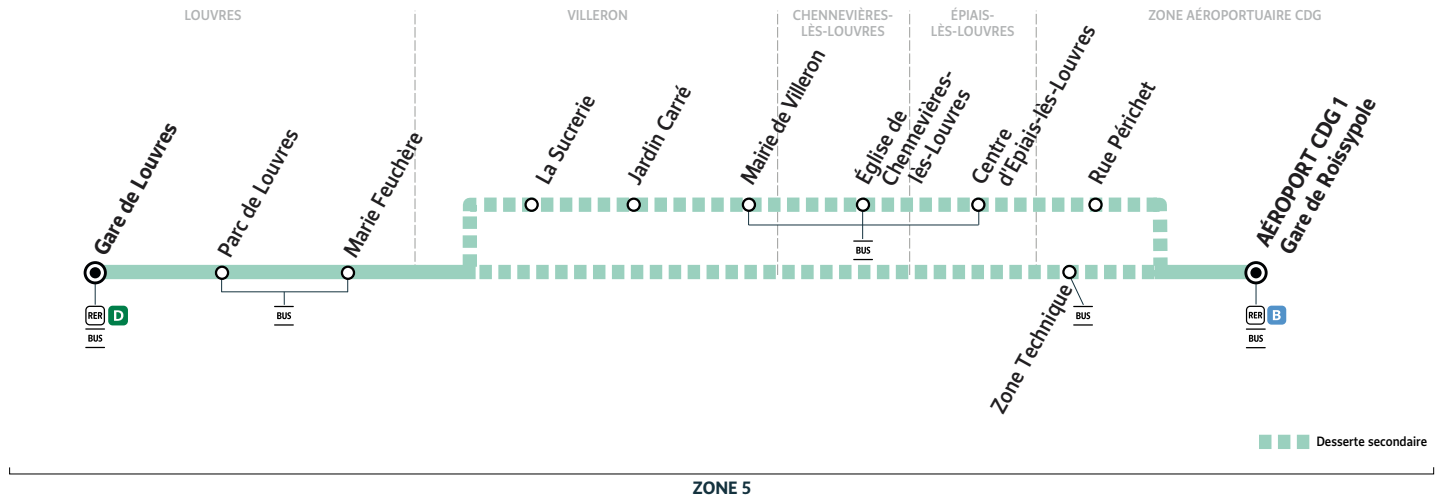 LOUVRES
VILLERON
CHENNEVIÈRES-
LÈS-LOUVRES
ÉPIAIS-
LÈS-LOUVRES
ZONE AÉROPORTUAIRE CDG
Gare de Louvres
Parc de Louvres
Marie Feuchère
La Sucrerie
Jardin Carré
Mairie de Villeron
Église de
Chennevières-
lès-Louvres
Centre
d'Epiais-lès-Louvres
Rue Périchet
AÉROPORT CDG 1
Gare de Roissypole
BUS
RER D
BUS
BUS
Zone Technique
BUS
RER B
BUS
Desserte secondaire
ZONE 5